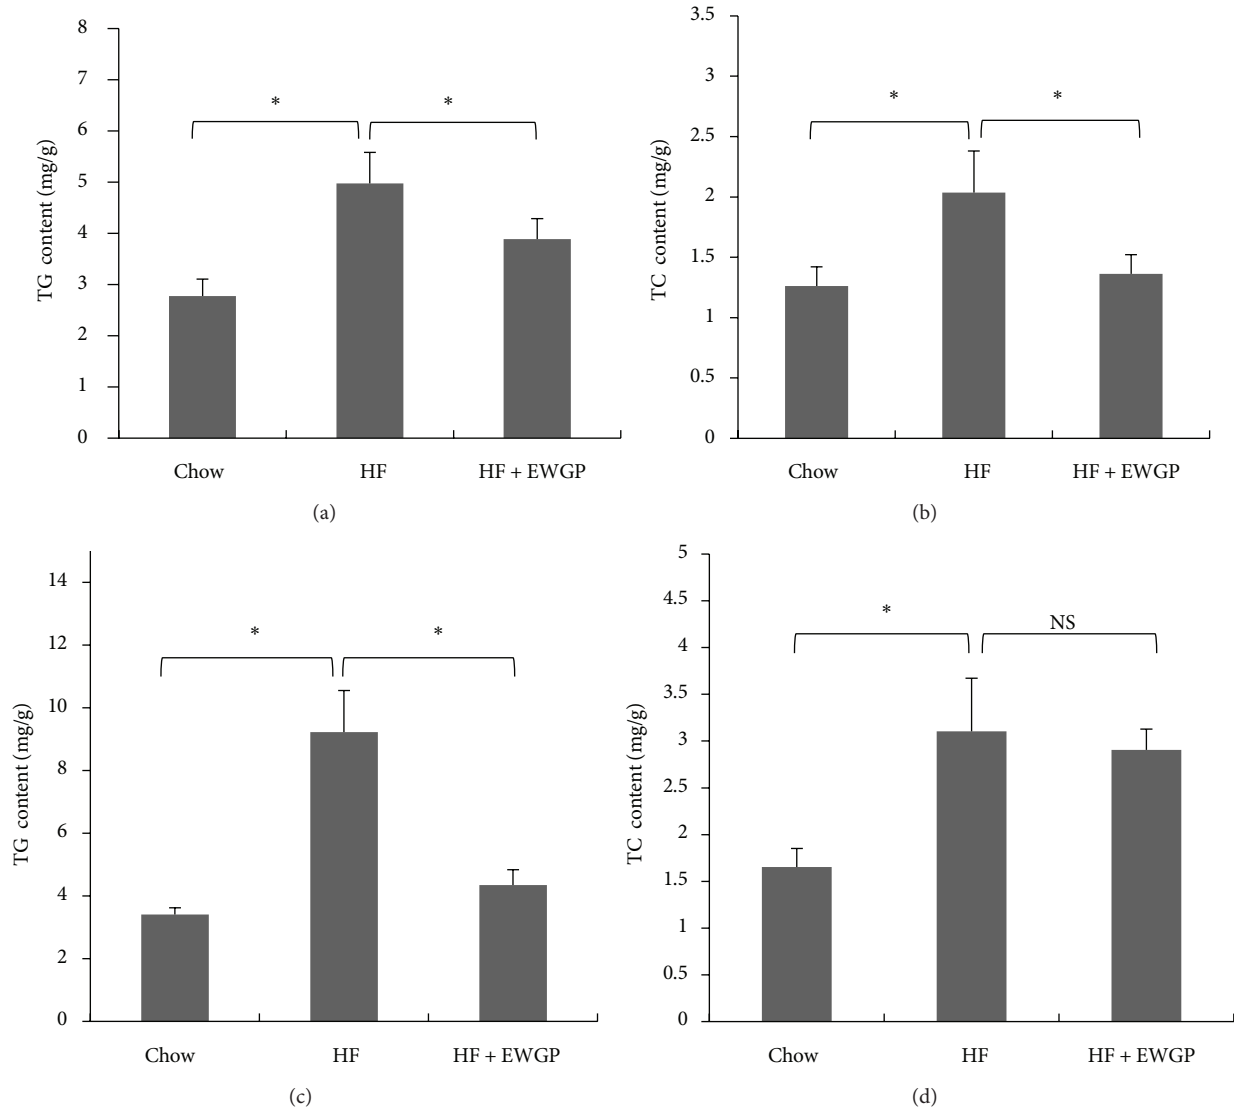 8
7
6
5
4
3
2
1
0
TG content (mg/g)
*
*
Chow
HF
HF + EWGP
(a)
3.5
3
2.5
2
1.5
1
0.5
0
TC content (mg/g)
*
*
Chow
HF
HF + EWGP
(b)
14
12
10
8
6
4
2
0
TG content (mg/g)
*
*
Chow
HF
HF + EWGP
(c)
5
4.5
4
3.5
3
2.5
2
1.5
1
0.5
0
TC content (mg/g)
*
NS
Chow
HF
HF + EWGP
(d)